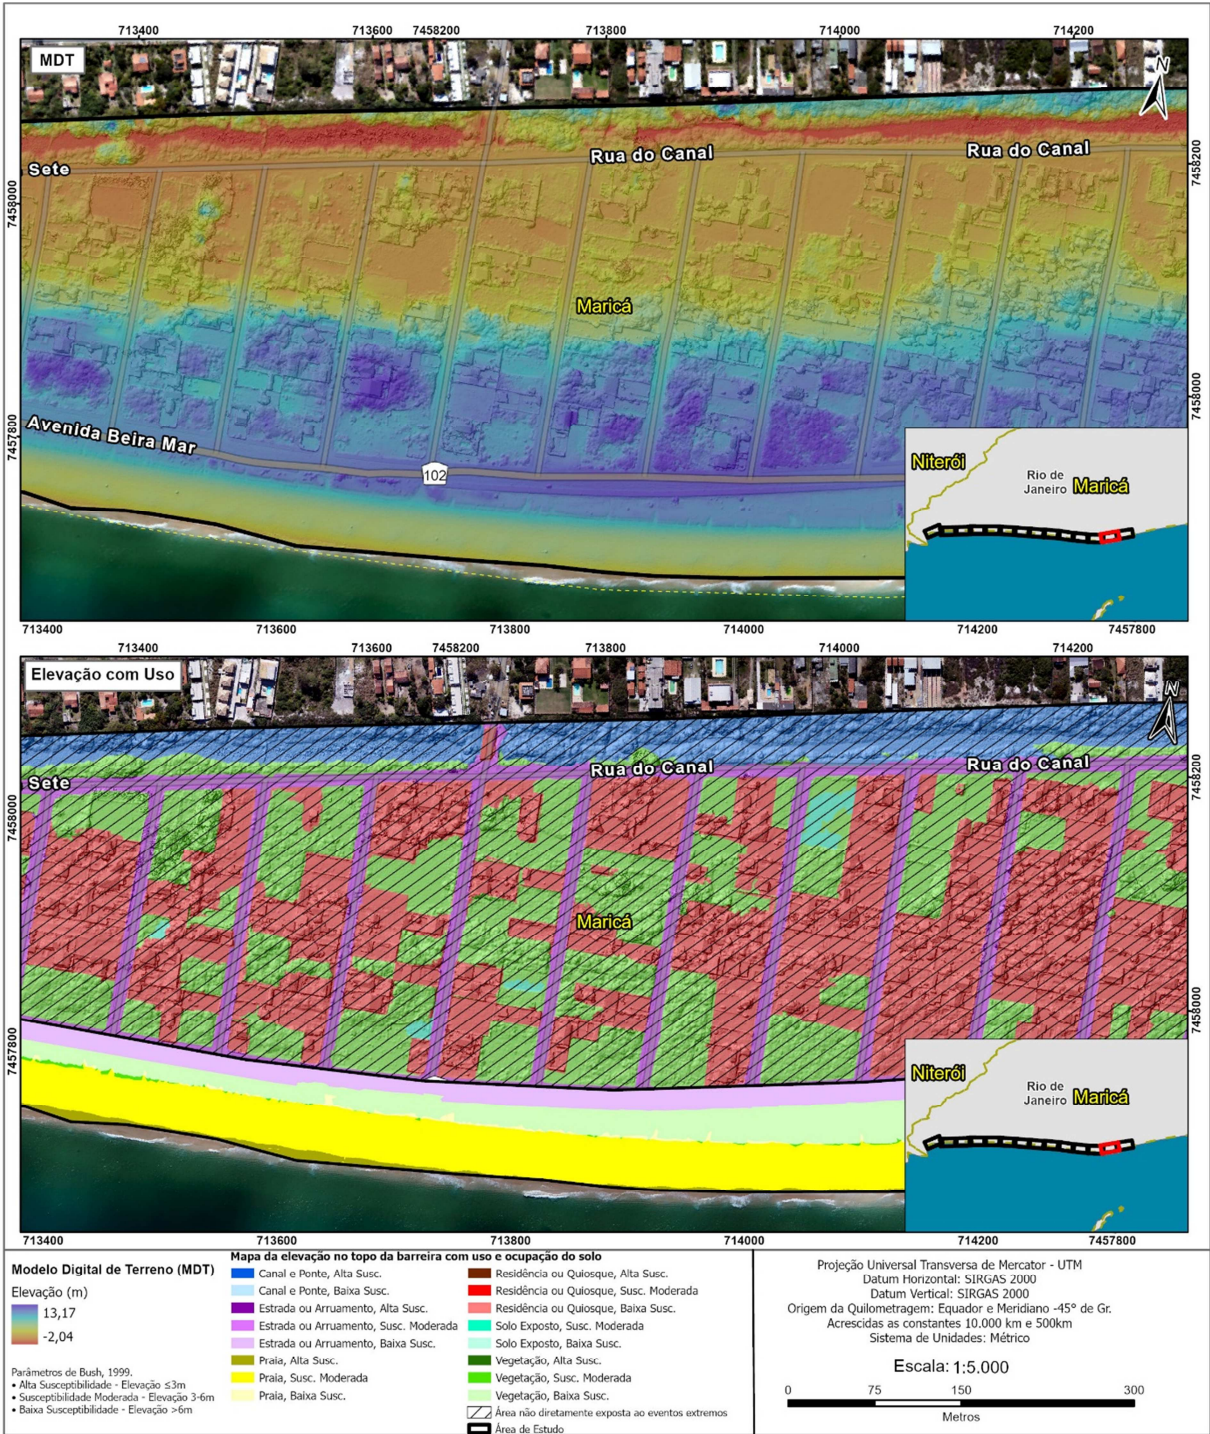 713400
713600
7458200
713800
714000
714200
MDT
N
Sete
Rua do Canal
Rua do Canal
7458200
7458000
Maricá
7458000
7457800
Avenida Beira Mar
102
Niterói
Rio de
Janeiro
Maricá
713400
713600
713800
714000
714200
7457800
713400
713600
7458200
713800
714000
714200
Elevação com Uso
N
Sete
Rua do Canal
Rua do Canal
7458200
7458000
Maricá
7458000
7457800
Niterói
Rio de
Janeiro
Maricá
713400
713600
713800
714000
714200
7457800
Modelo Digital de Terreno (MDT)
Elevação (m)
13,17
-2,04
Parâmetros de Bush, 1999.
• Alta Susceptibilidade - Elevação ≤3m
• Susceptibilidade Moderada - Elevação 3-6m
• Baixa Susceptibilidade - Elevação >6m
Mapa da elevação no topo da barreira com uso e ocupação do solo
Canal e Ponte, Alta Susc.
Canal e Ponte, Baixa Susc.
Estrada ou Arruamento, Alta Susc.
Estrada ou Arruamento, Susc. Moderada
Estrada ou Arruamento, Baixa Susc.
Praia, Alta Susc.
Praia, Susc. Moderada
Praia, Baixa Susc.
Residência ou Quiosque, Alta Susc.
Residência ou Quiosque, Susc. Moderada
Residência ou Quiosque, Baixa Susc.
Solo Exposto, Susc. Moderada
Solo Exposto, Baixa Susc.
Vegetação, Alta Susc.
Vegetação, Susc. Moderada
Vegetação, Baixa Susc.
Área não diretamente exposta ao eventos extremos
Área de Estudo
Projeção Universal Transversa de Mercator - UTM
Datum Horizontal: SIRGAS 2000
Datum Vertical: SIRGAS 2000
Origem da Quilometragem: Equador e Meridiano -45° de Gr.
Acrescidas as constantes 10.000 km e 500km
Sistema de Unidades: Métrico
Escala: 1:5.000
0 75 150 300
Metros